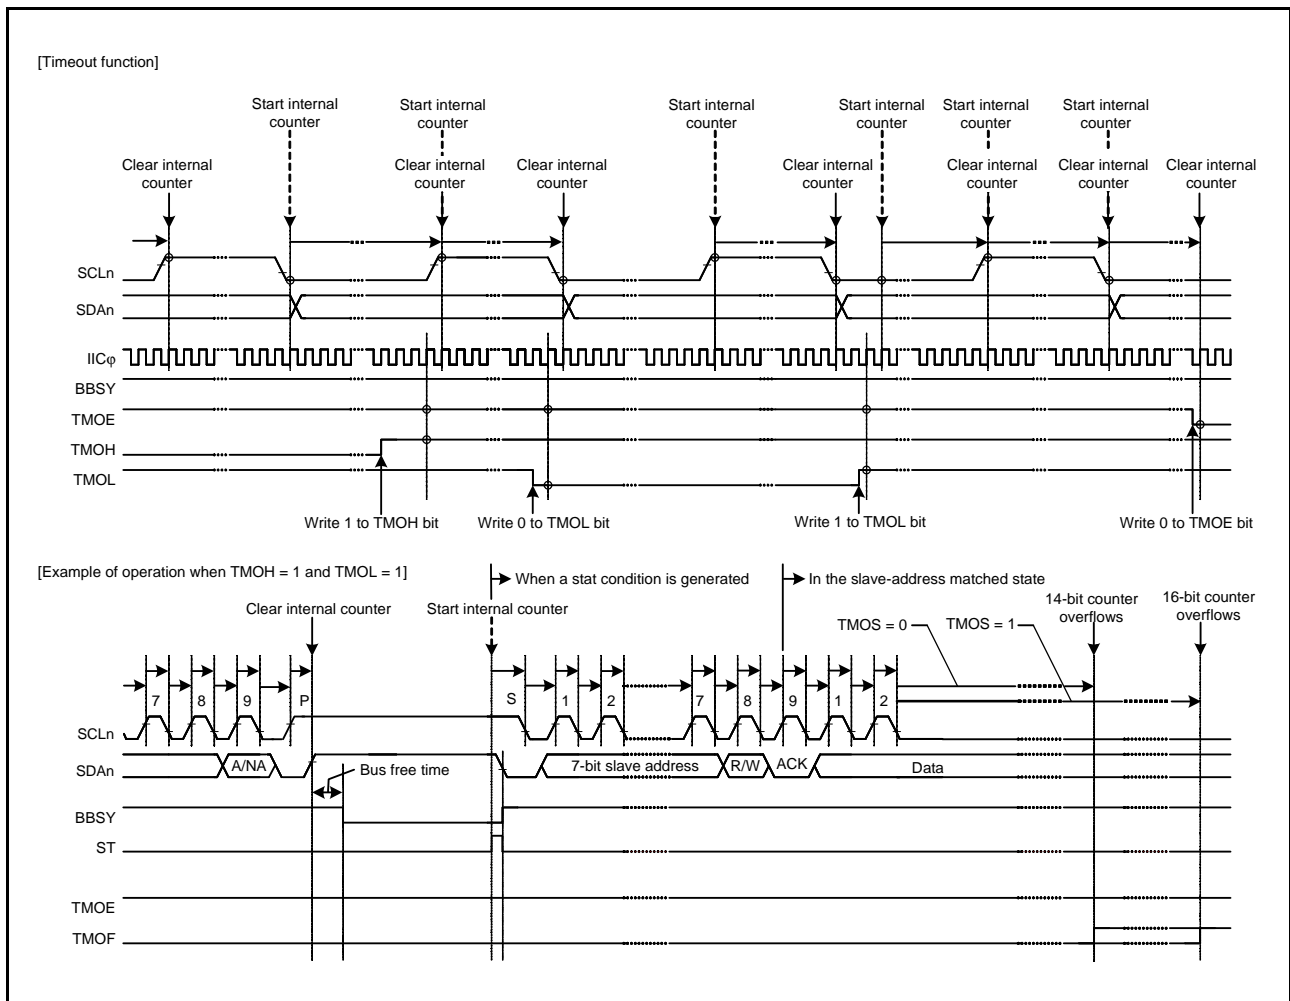 [Timeout function]
Start internal
counter
Start internal
counter
Start internal
counter
Start internal
counter
Start internal
counter
Start internal
counter
Clear internal
counter
Clear internal
counter
Clear internal
counter
Clear internal
counter
Clear internal
counter
Clear internal
counter
Clear internal
counter
SCLn
SDAn
IICφ
BBSY
TMOE
TMOH
TMOL
Write 1 to TMOH bit
Write 0 to TMOL bit
Write 1 to TMOL bit
Write 0 to TMOE bit
[Example of operation when TMOH = 1 and TMOL = 1]
When a stat condition is generated
In the slave-address matched state
Clear internal counter
Start internal counter
14-bit counter
overflows
16-bit counter
overflows
TMOS = 0
TMOS = 1
7 8 9 P S 1 2 7 8 9 1 2
SCLn
SDAn
A/NA
Bus free time
7-bit slave address
R/W
ACK
Data
BBSY
ST
TMOE
TMOF